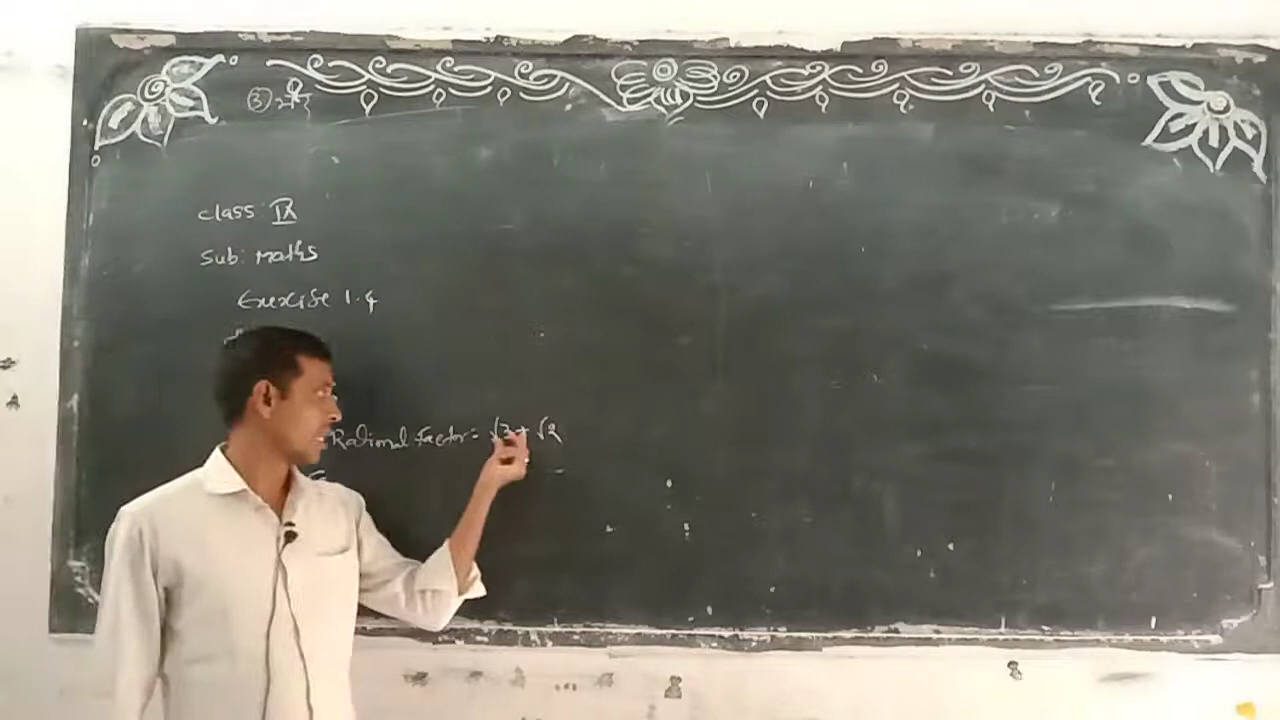 class: IX
Sub: Maths
Exercise 1.4
Rational factor = √3 + √2